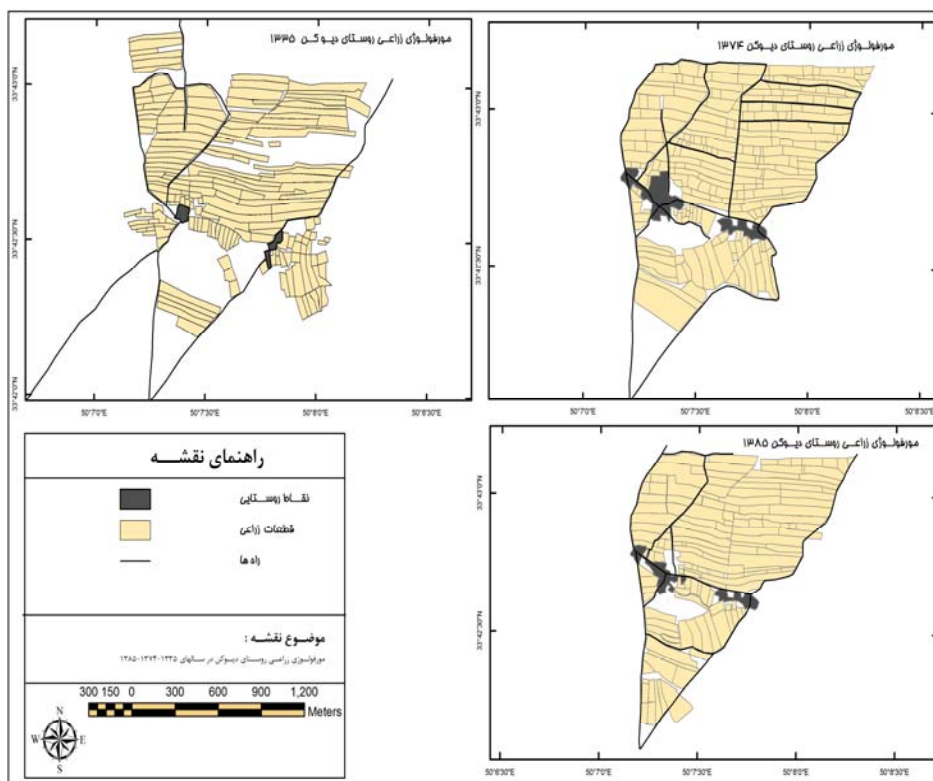 مورفولوژی زراعی روستای دیوکن ۱۳۳۵
33°43'0"N
33°42'30"N
33°42'0"N
50°7'0"E 50°7'30"E 50°8'0"E 50°8'30"E
مورفولوژی زراعی روستای دیوکن ۱۳۷۴
33°43'0"N
33°42'30"N
50°7'0"E 50°7'30"E 50°8'0"E 50°8'30"E
راهنمای نقشه
نقاط روستایی
قطعات زراعی
راه ها
موضوع نقشه :
مورفولوژی زراعی روستای دیوکن در سالهای ۱۳۳۵-۱۳۷۴-۱۳۸۵
300 150 0 300 600 900 1,200
Meters
N
W E
S
مورفولوژی زراعی روستای دیوکن ۱۳۸۵
33°43'0"N
33°42'30"N
50°6'30"E 50°7'0"E 50°7'30"E 50°8'0"E 50°8'30"E